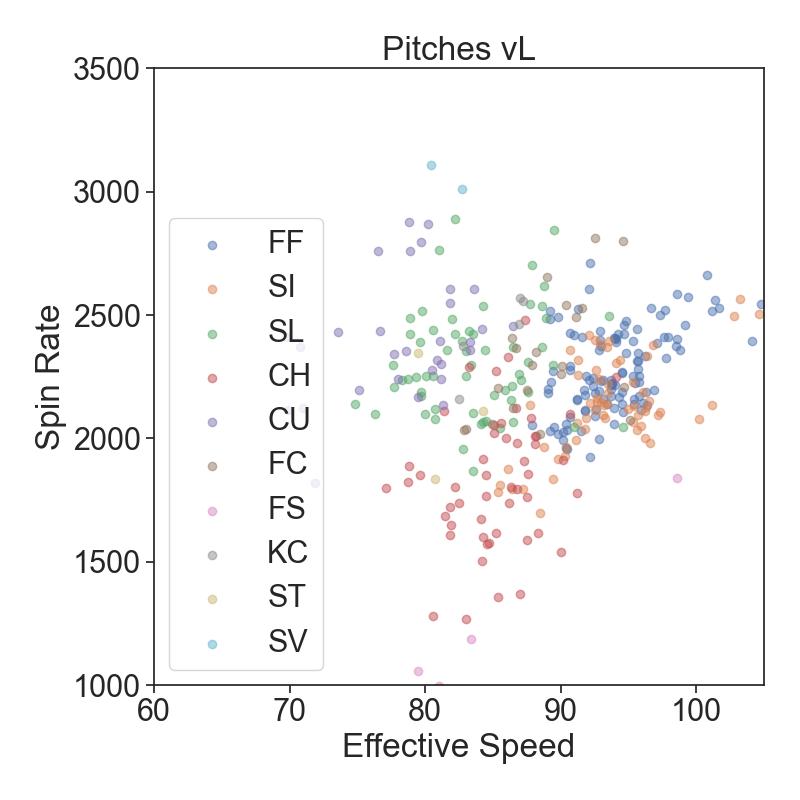 Pitches vL
3500
3000
2500
2000
1500
1000
Spin Rate
FF
SI
SL
CH
CU
FC
FS
KC
ST
SV
60 70 80 90 100
Effective Speed